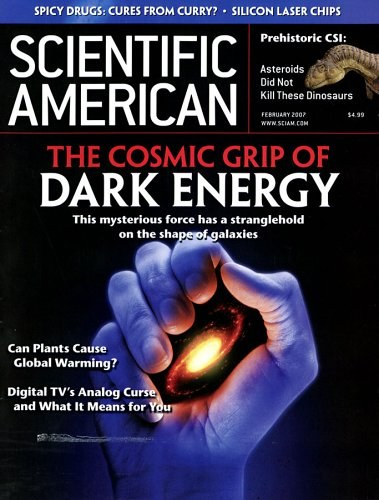 SPICY DRUGS: CURES FROM CURRY? • SILICON LASER CHIPS
SCIENTIFIC
AMERICAN
Prehistoric CSI:
Asteroids
Did Not
Kill These Dinosaurs
FEBRUARY 2007 $4.99
WWW.SCIAM.COM
THE COSMIC GRIP OF
DARK ENERGY
This mysterious force has a stranglehold
on the shape of galaxies
Can Plants Cause
Global Warming?
Digital TV's Analog Curse
and What It Means for You